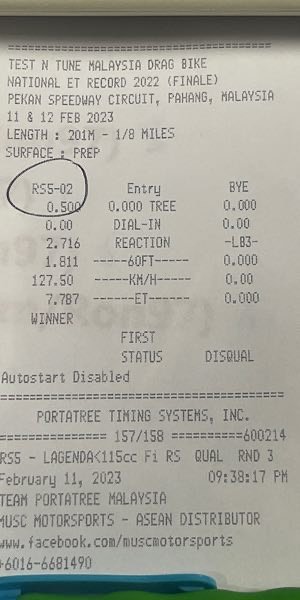 TEST N TUNE MALAYSIA DRAG BIKE
NATIONAL ET RECORD 2022 (FINALE)
PEKAN SPEEDWAY CIRCUIT, PAHANG, MALAYSIA
11 & 12 FEB 2023
LENGTH : 201M - 1/8 MILES
SURFACE : PREP
RS5-02 Entry BYE
0.500 0.000 TREE 0.000
0.00 DIAL-IN 0.00
2.716 REACTION -LB3-
1.811 -----60FT----- 0.000
127.50 -----KM/H----- 0.00
7.787 ------ET------ 0.000
WINNER
FIRST
STATUS DISQUAL
Autostart Disabled
PORTATREE TIMING SYSTEMS, INC.
=============== 157/158 ==========600214
RS5 - LAGENDA<115cc Fi RS QUAL RND 3
February 11, 2023 09:38:17 PM
TEAM PORTATREE MALAYSIA
MUSC MOTORSPORTS - ASEAN DISTRIBUTOR
www.facebook.com/muscmotorsports
+6016-6681490